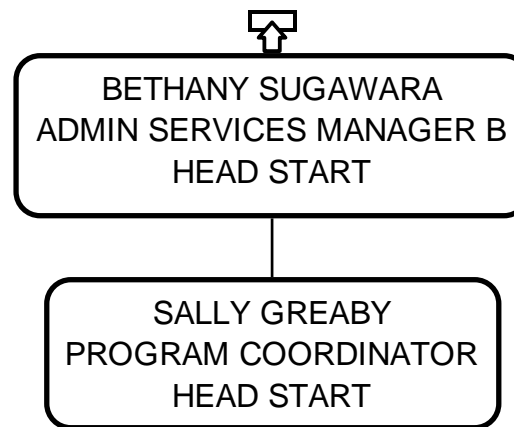 BETHANY SUGAWARA
ADMIN SERVICES MANAGER B
HEAD START
SALLY GREABY
PROGRAM COORDINATOR
HEAD START